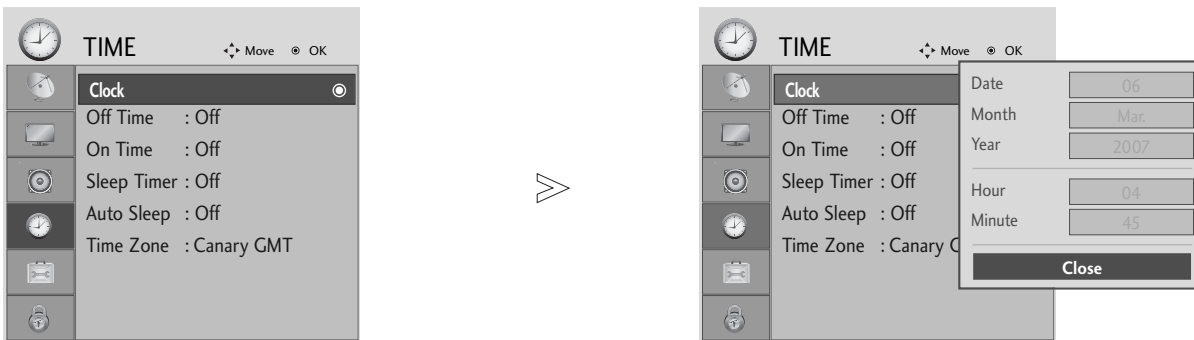 TIME Move OK
Clock
Off Time : Off
On Time : Off
Sleep Timer : Off
Auto Sleep : Off
Time Zone : Canary GMT
TIME Move OK
Clock
Off Time : Off
On Time : Off
Sleep Timer : Off
Auto Sleep : Off
Time Zone : Canary G
Date 06
Month Mar.
Year 2007
Hour 04
Minute 45
Close